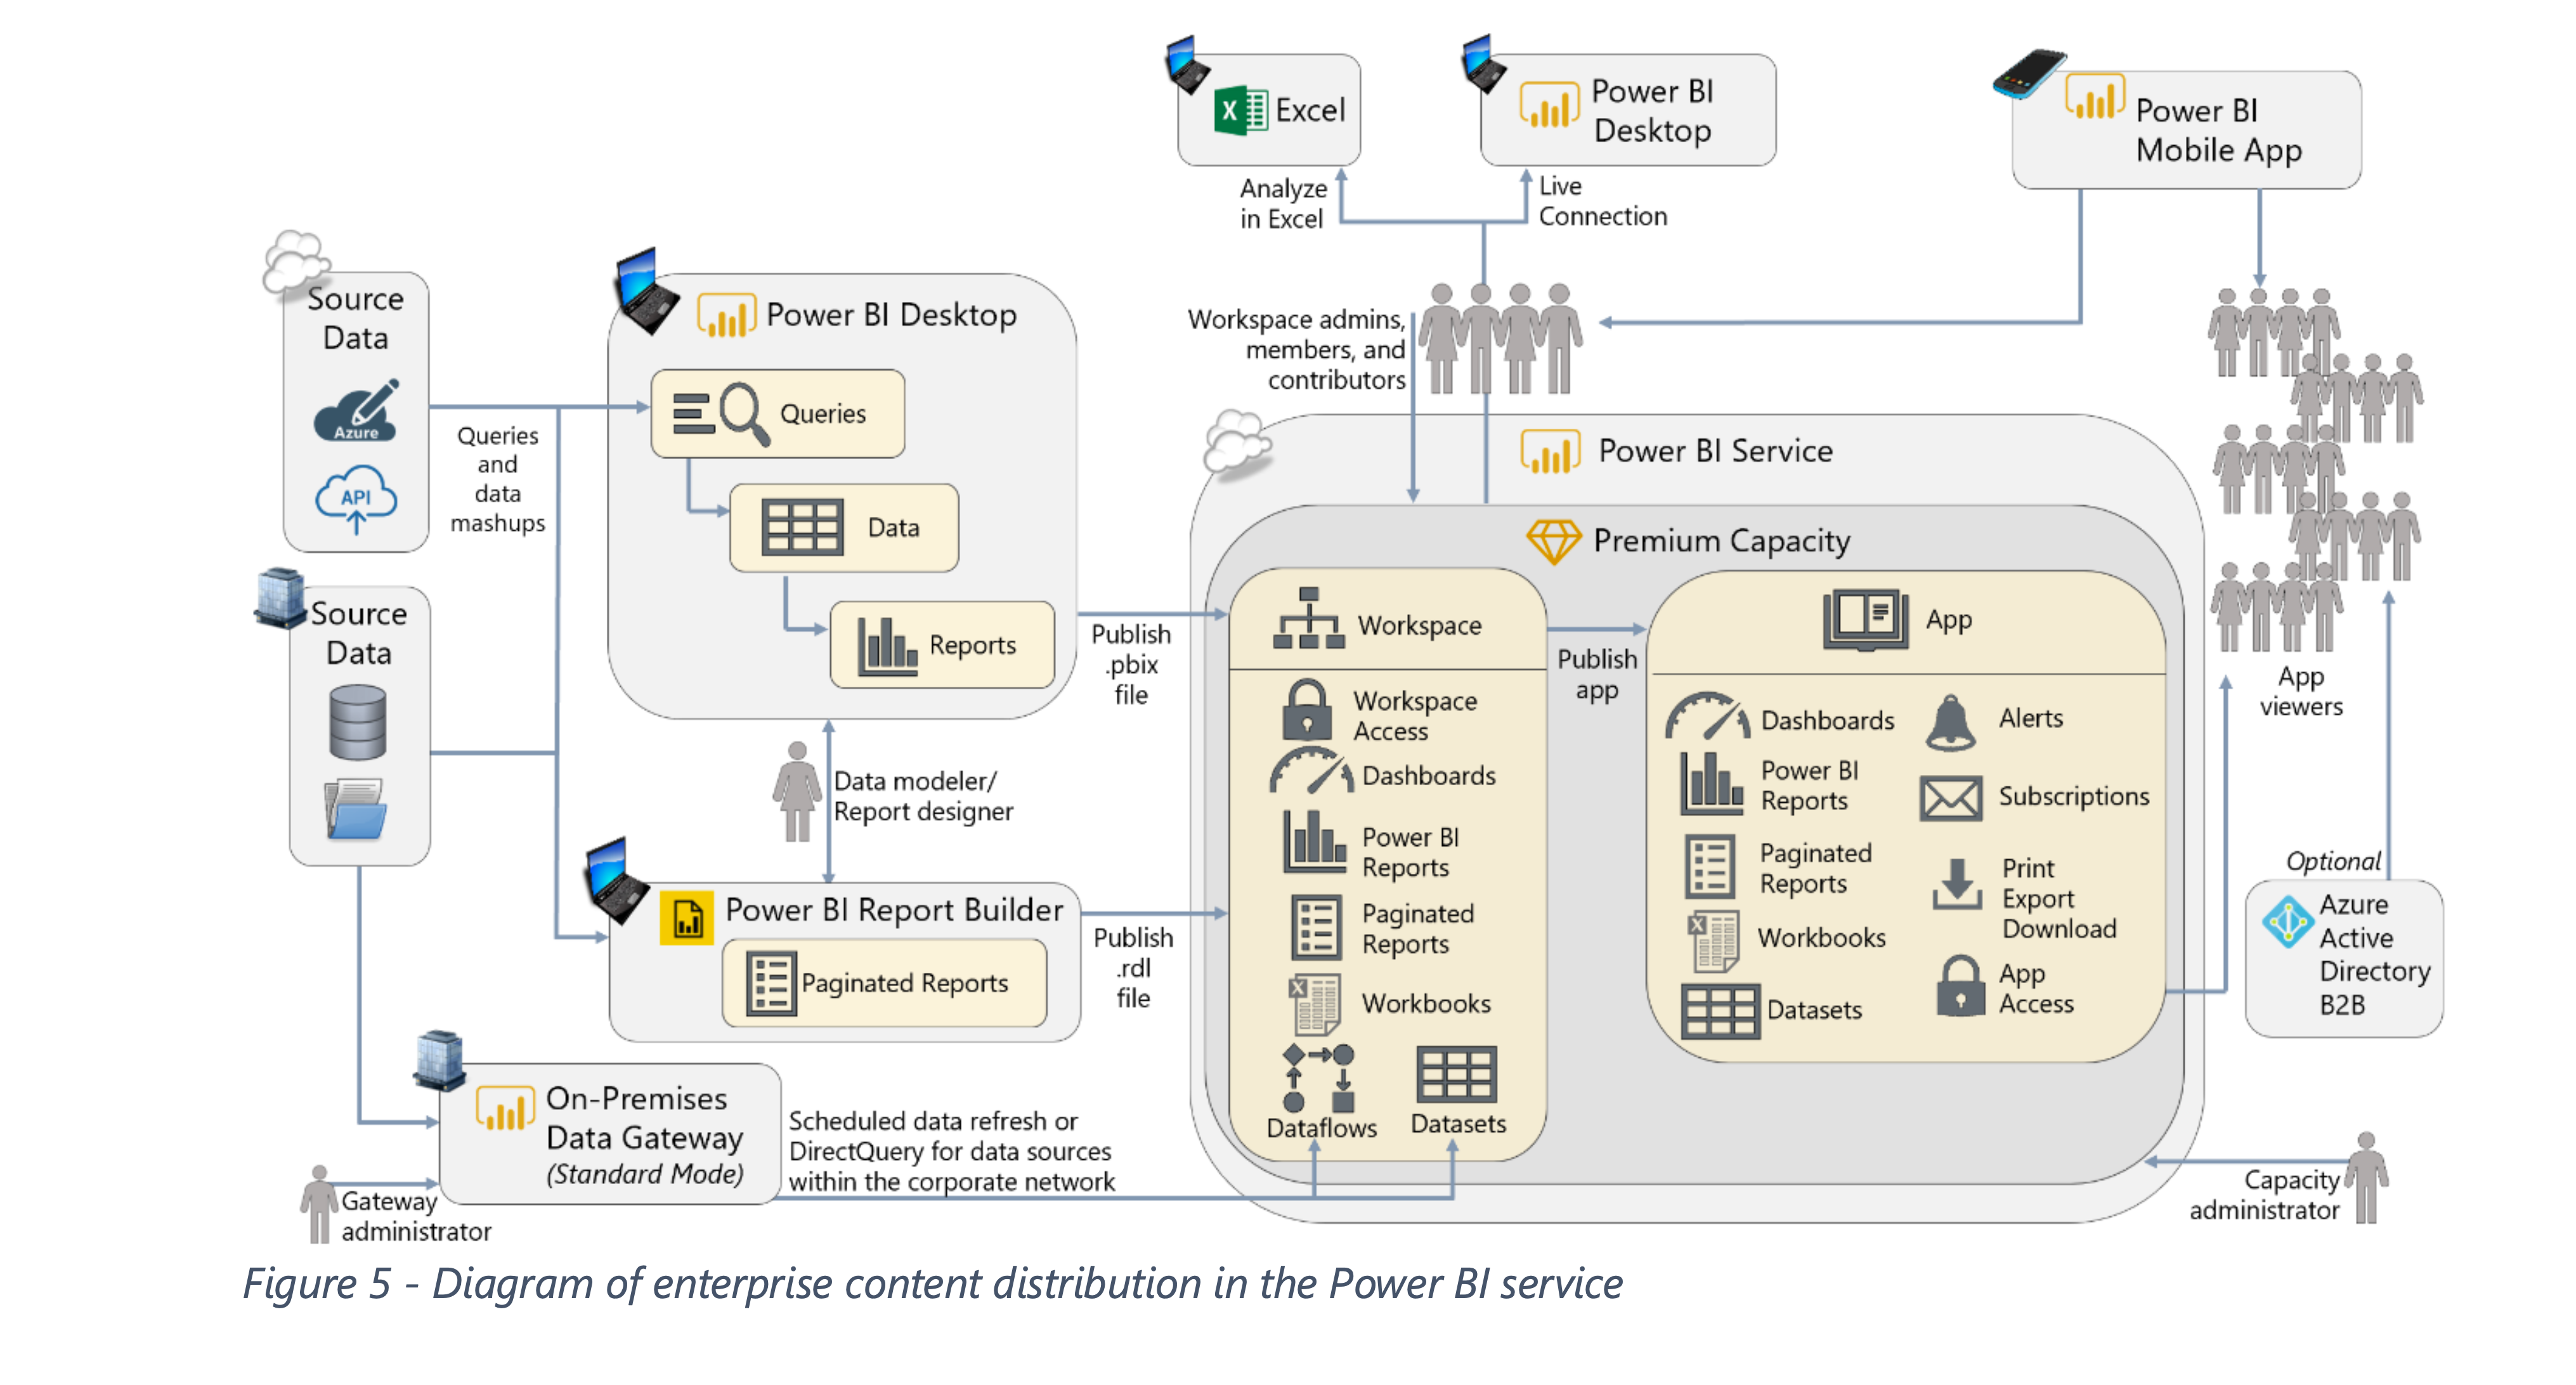 Excel
Power BI
Desktop
Power BI
Mobile App
Analyze
in Excel
Live
Connection
Source
Data
Azure
API
Queries
and
data
mashups
Power BI Desktop
Queries
Data
Reports
Workspace admins,
members, and
contributors
Power BI Service
Premium Capacity
Source
Data
Publish
.pbix
file
Data modeler/
Report designer
Power BI Report Builder
Paginated Reports
Publish
.rdl
file
Workspace
Workspace
Access
Dashboards
Power BI
Reports
Paginated
Reports
X
Workbooks
Dataflows
Datasets
Publish
app
App
Dashboards
Power BI
Reports
Paginated
Reports
X
Workbooks
Datasets
Alerts
Subscriptions
Print
Export
Download
App
Access
App
viewers
Optional
Azure
Active
Directory
B2B
On-Premises
Data Gateway
(Standard Mode)
Scheduled data refresh or
DirectQuery for data sources
within the corporate network
Gateway
administrator
Capacity
administrator
Figure 5 - Diagram of enterprise content distribution in the Power BI service